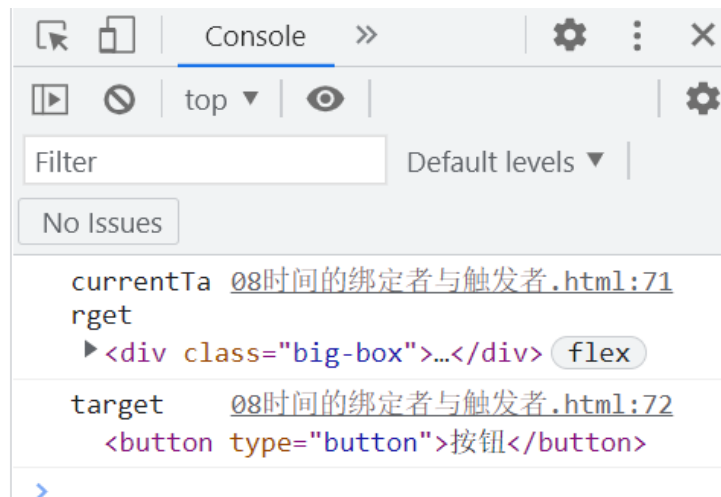 Console
top
Filter
Default levels
No Issues
currentTa 08时间的绑定者与触发者.html:71
rget
<div class="big-box">…</div> flex
target 08时间的绑定者与触发者.html:72
<button type="button">按钮</button>